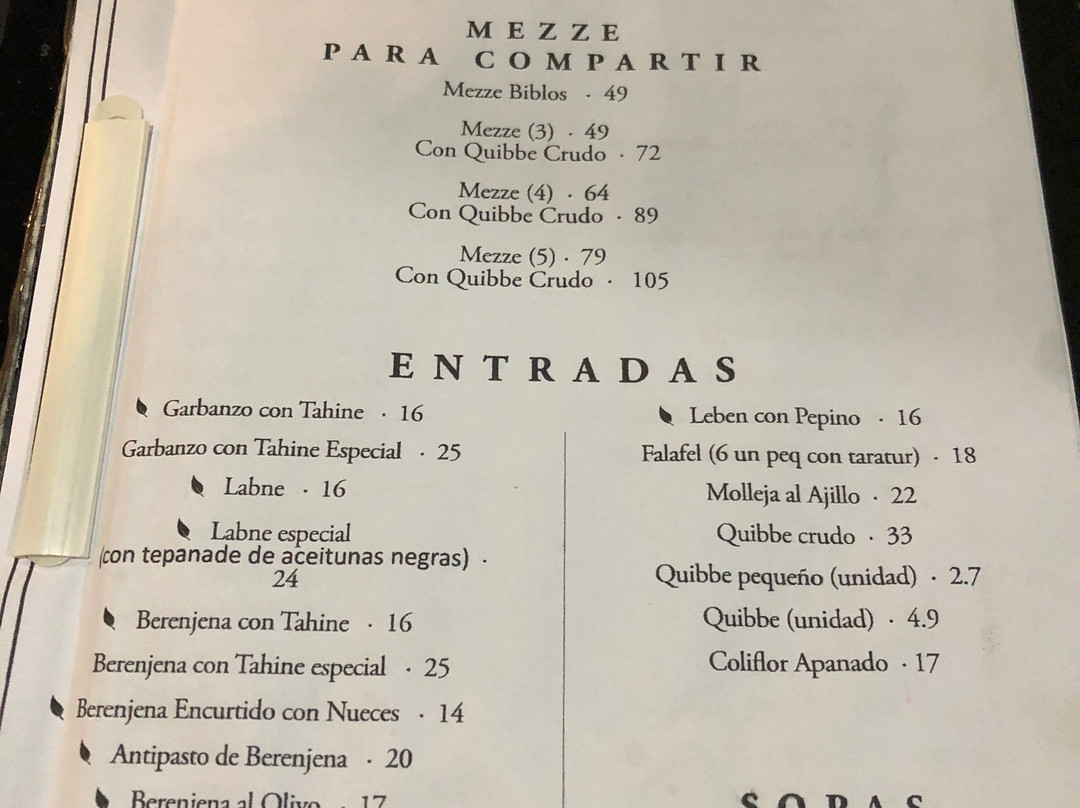 MEZZE
PARA COMPARTIR
Mezze Biblos · 49
Mezze (3) · 49
Con Quibbe Crudo · 72
Mezze (4) · 64
Con Quibbe Crudo · 89
Mezze (5) · 79
Con Quibbe Crudo · 105
ENTRADAS
Garbanzo con Tahine · 16
Garbanzo con Tahine Especial · 25
Labne · 16
Labne especial
(con tepanade de aceitunas negras) ·
24
Berenjena con Tahine · 16
Berenjena con Tahine especial · 25
Berenjena Encurtido con Nueces · 14
Antipasto de Berenjena · 20
Berenjena al Olivo · 17
Leben con Pepino · 16
Falafel (6 un peq con taratur) · 18
Molleja al Ajillo · 22
Quibbe crudo · 33
Quibbe pequeño (unidad) · 2.7
Quibbe (unidad) · 4.9
Coliflor Apanado · 17
SOPAS